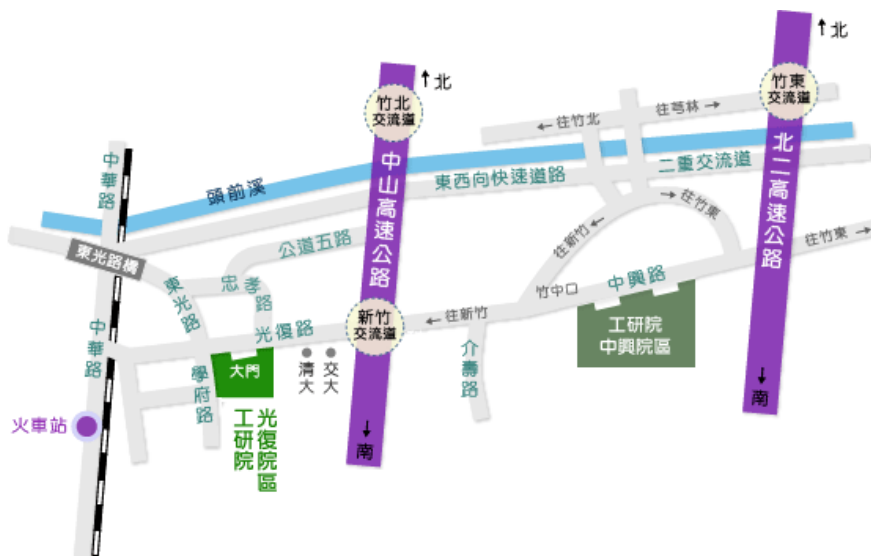 ↑北
↑北
竹東
交流道
竹北
交流道
←往竹北
往芎林→
中華路
頭前溪
中山高速公路
北二高速公路
東西向快速道路
二重交流道
公道五路
往新竹
往竹東
往竹東→
東光路橋
東光路
忠孝路
竹中口
中興路
中華路
光復路
新竹
交流道
←往新竹
工研院
中興院區
大門
清大
交大
介壽路
學府路
火車站
工研院
光復院區
↓南
↓南